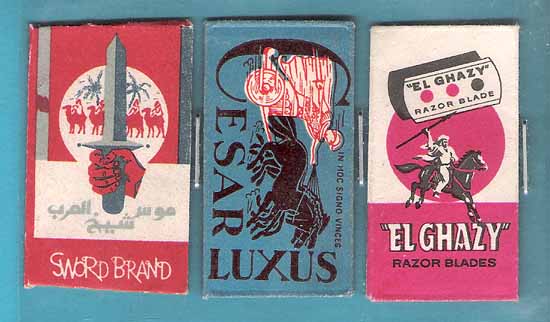 موس العرب
شيخ
SWORD BRAND
CESAR
IN HOC SIGNO VINCES
LUXUS
"EL GHAZY"
RAZOR BLADE
"EL GHAZY"
RAZOR BLADES